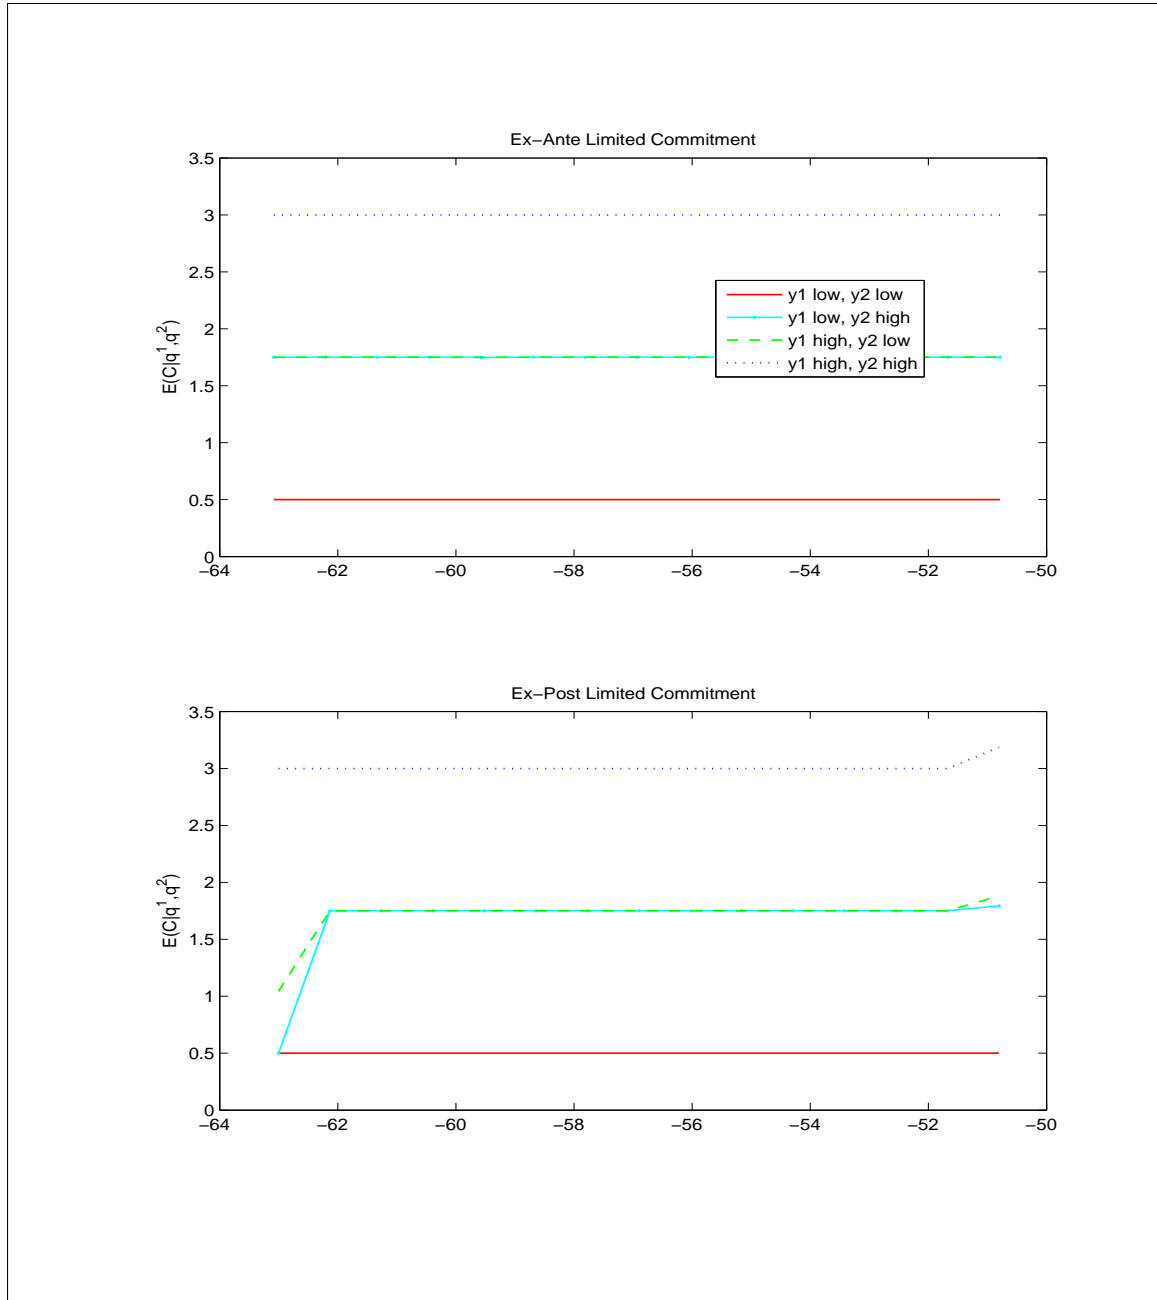 Ex−Ante Limited Commitment
3.5
3
2.5
2
1.5
1
0.5
0
E(C|q¹,q²)
y1 low, y2 low
y1 low, y2 high
y1 high, y2 low
y1 high, y2 high
−64 −62 −60 −58 −56 −54 −52 −50
Ex−Post Limited Commitment
3.5
3
2.5
2
1.5
1
0.5
0
E(C|q¹,q²)
−64 −62 −60 −58 −56 −54 −52 −50